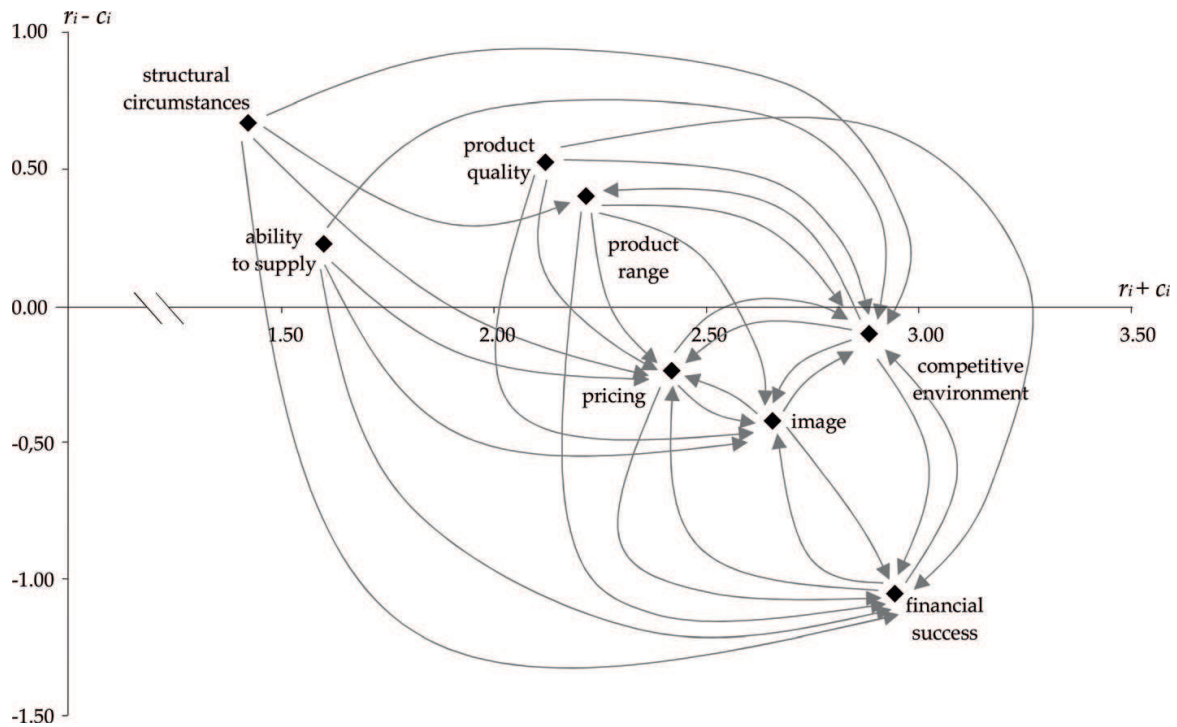 rᵢ - cᵢ
1.00
structural
circumstances
product
quality
0.50
ability
to supply
product
range
0.00
rᵢ + cᵢ
1.50
2.00
2.50
3.00
3.50
competitive
environment
pricing
image
-0,50
-1.00
financial
success
-1.50